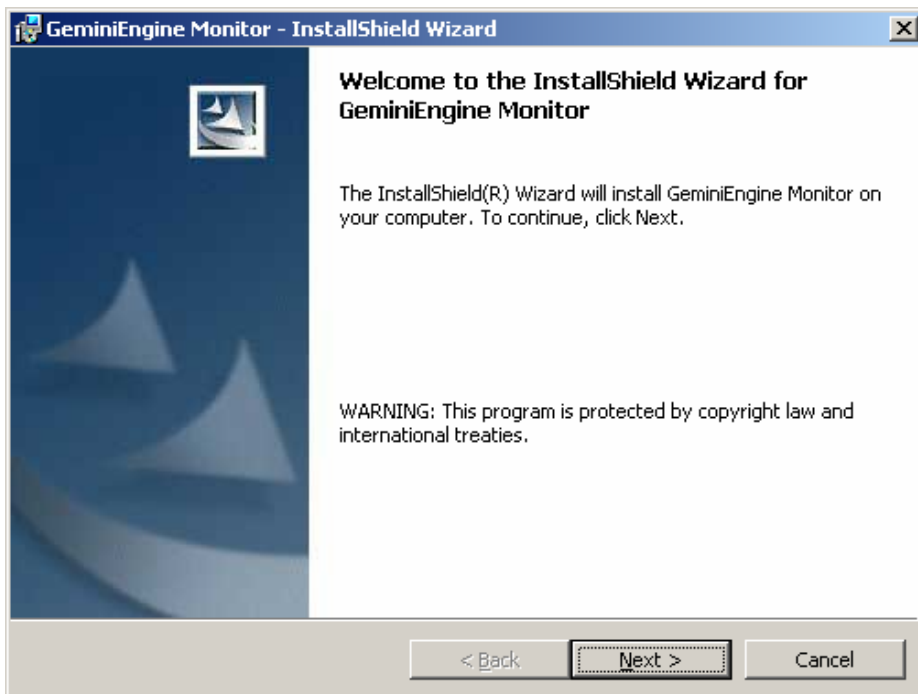 GeminiEngine Monitor - InstallShield Wizard
Welcome to the InstallShield Wizard for
GeminiEngine Monitor
The InstallShield(R) Wizard will install GeminiEngine Monitor on
your computer. To continue, click Next.
WARNING: This program is protected by copyright law and
international treaties.
< Back Next > Cancel